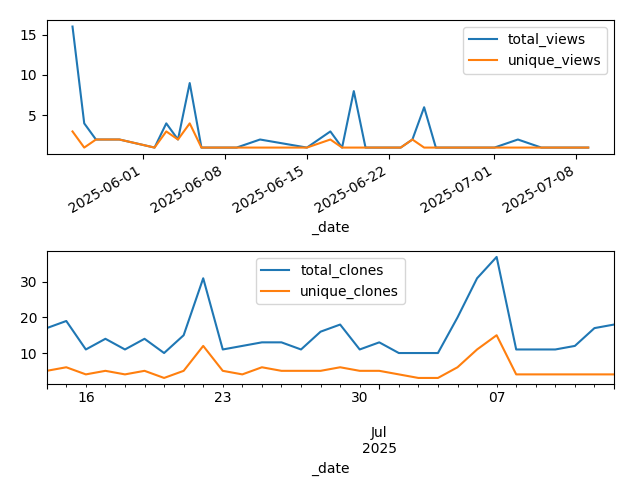 15
10
5
total_views
unique_views
2025-06-01
2025-06-08
2025-06-15
2025-06-22
2025-07-01
2025-07-08
_date
30
20
10
total_clones
unique_clones
16
23
30
07
Jul
2025
_date